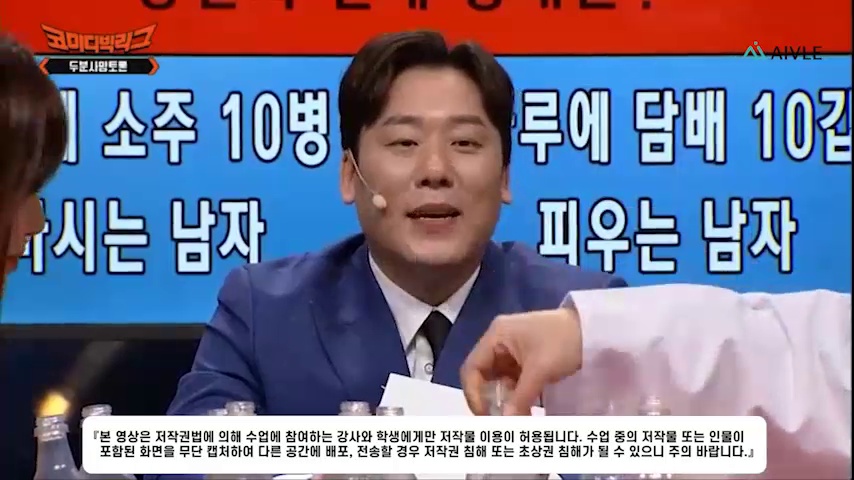 코미디빅리그
두분사망토론
AIVLE
소주 10병
루에 담배 10갑
마시는 남자
피우는 남자
『본 영상은 저작권법에 의해 수업에 참여하는 강사와 학생에게만 저작물 이용이 허용됩니다. 수업 중의 저작물 또는 인물이
포함된 화면을 무단 캡처하여 다른 공간에 배포, 전송할 경우 저작권 침해 또는 초상권 침해가 될 수 있으니 주의 바랍니다.』